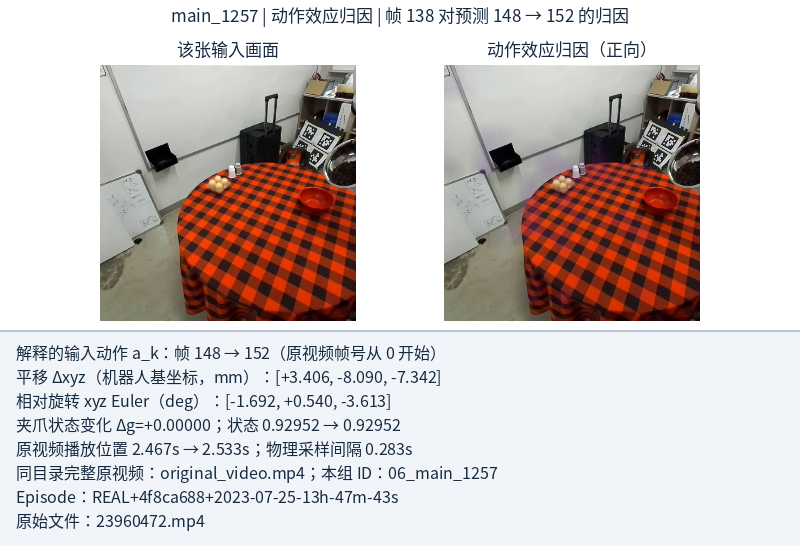 main_1257 | 动作效应归因 | 帧 138 对预测 148 → 152 的归因
该张输入画面
动作效应归因（正向）
解释的输入动作 a_k：帧 148 → 152（原视频帧号从 0 开始）
平移 Δxyz（机器人基坐标，mm）：[+3.406, -8.090, -7.342]
相对旋转 xyz Euler（deg）：[-1.692, +0.540, -3.613]
夹爪状态变化 Δg=+0.00000；状态 0.92952 → 0.92952
原视频播放位置 2.467s → 2.533s；物理采样间隔 0.283s
同目录完整原视频：original_video.mp4；本组 ID：06_main_1257
Episode：REAL+4f8ca688+2023-07-25-13h-47m-43s
原始文件：23960472.mp4